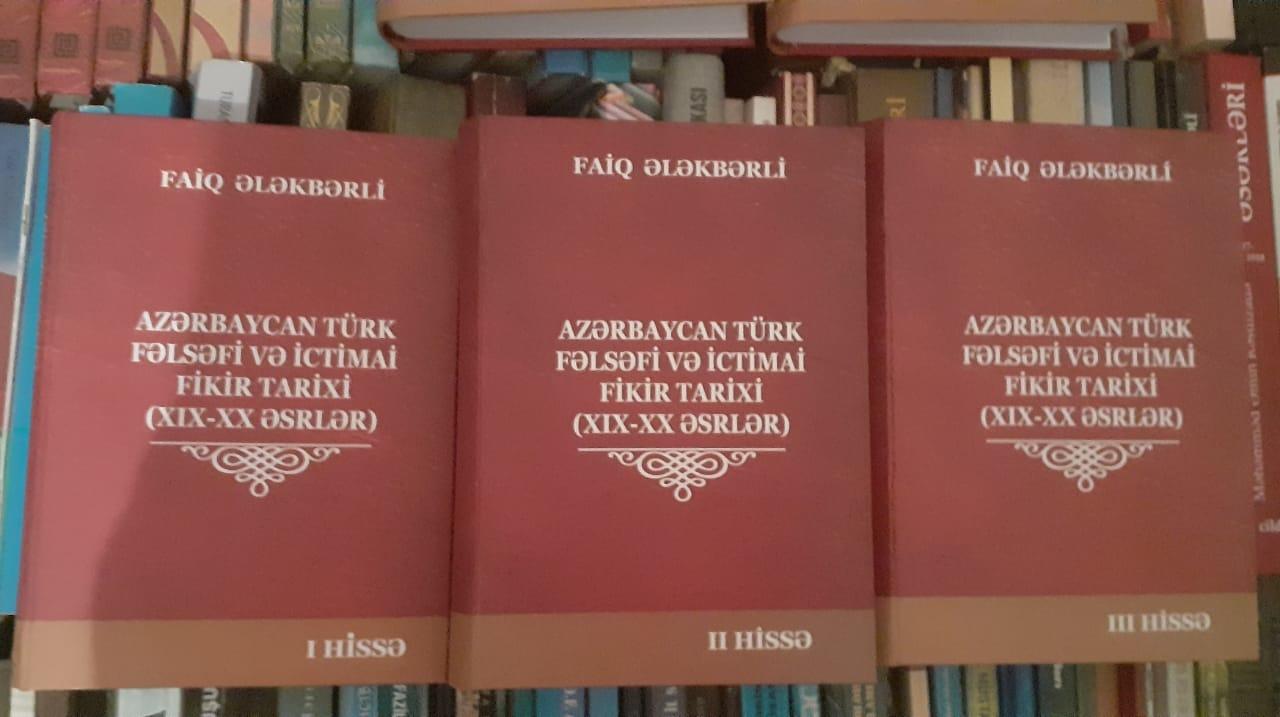 FAİQ ƏLƏKBƏRLİ
AZƏRBAYCAN TÜRK
FƏLSƏFİ VƏ İCTİMAİ
FİKİR TARİXİ
(XIX-XX ƏSRLƏR)
I HİSSƏ
FAİQ ƏLƏKBƏRLİ
AZƏRBAYCAN TÜRK
FƏLSƏFİ VƏ İCTİMAİ
FİKİR TARİXİ
(XIX-XX ƏSRLƏR)
II HİSSƏ
FAİQ ƏLƏKBƏRLİ
AZƏRBAYCAN TÜRK
FƏLSƏFİ VƏ İCTİMAİ
FİKİR TARİXİ
(XIX-XX ƏSRLƏR)
III HİSSƏ
ƏSƏRLƏRİ